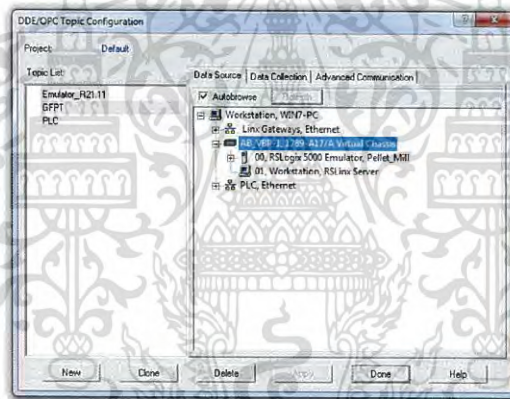 DDE/OPC Topic Configuration
Project: Default
Topic List:
Data Source Data Collection Advanced Communication
Emulator_R21.11
GFPT
PLC
Autobrowse Refresh
Workstation, WIN7-PC
Linx Gateways, Ethernet
AB_VBP-1, 1789-A17/A Virtual Chassis
00, RSLogix 5000 Emulator, Pellet_Mill
01, Workstation, RSLinx Server
PLC, Ethernet
New Clone Delete Apply Done Help